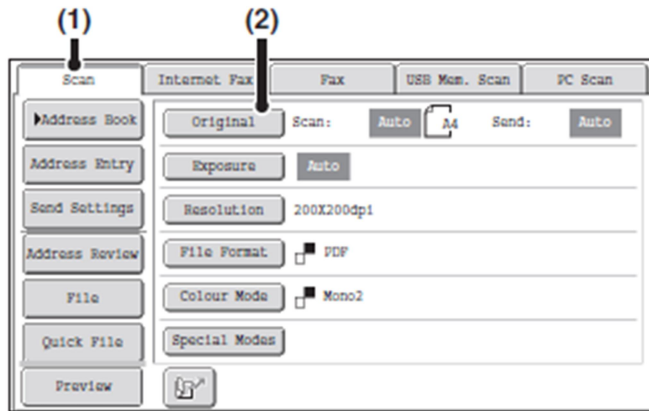 (1) (2)
Scan Internet Fax Fax USB Mem. Scan PC Scan
Address Book Original Scan: Auto A4 Send: Auto
Address Entry Exposure Auto
Send Settings Resolution 200X200dpi
Address Review File Format PDF
File Colour Mode Mono2
Quick File Special Modes
Preview